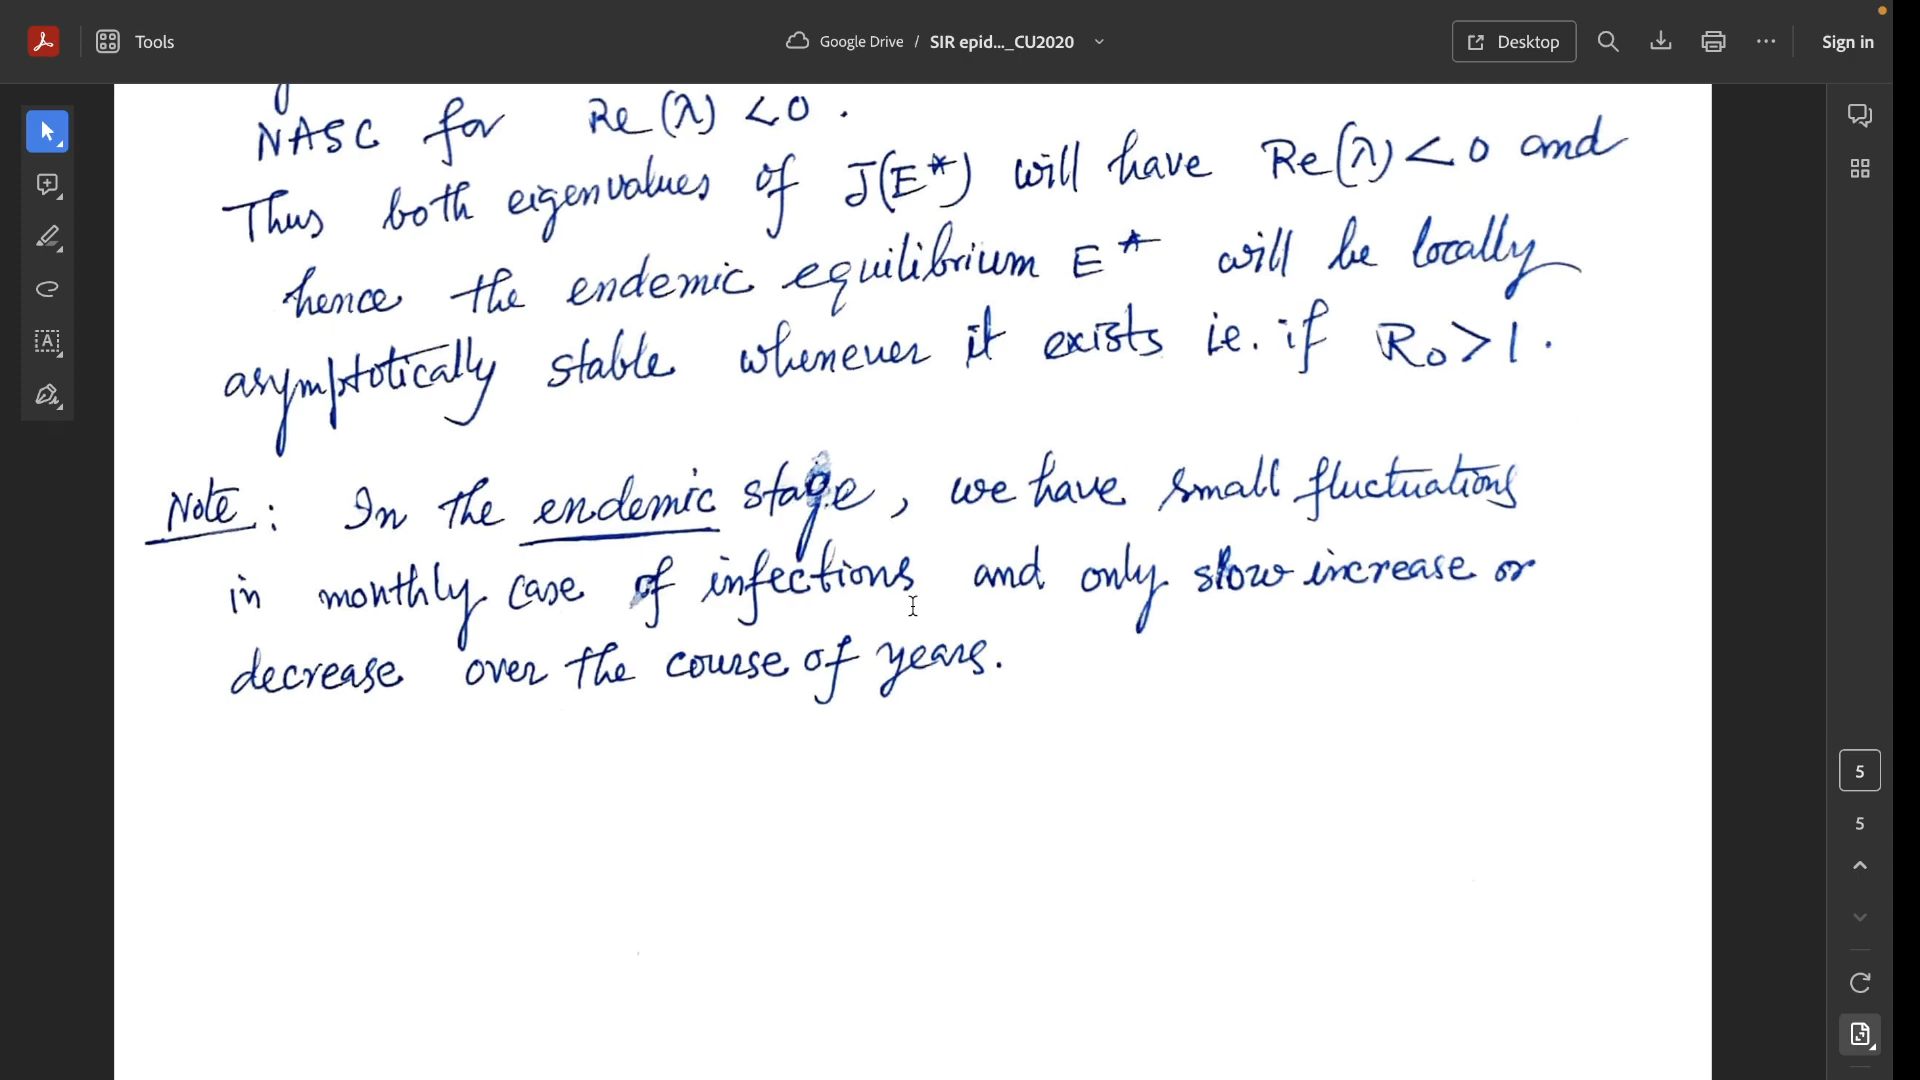 Tools
Google Drive / SIR epid..._CU2020
Desktop
Sign in
NASC for Re(λ) <0 .
Thus both eigenvalues of J(E*) will have Re(λ) <0 and
hence the endemic equilibrium E* will be locally
asymptotically stable whenever it exists ie. if R₀>1.
Note: In the endemic stage, we have small fluctuations
in monthly case of infections and only slow increase or
decrease over the course of years.
5
5